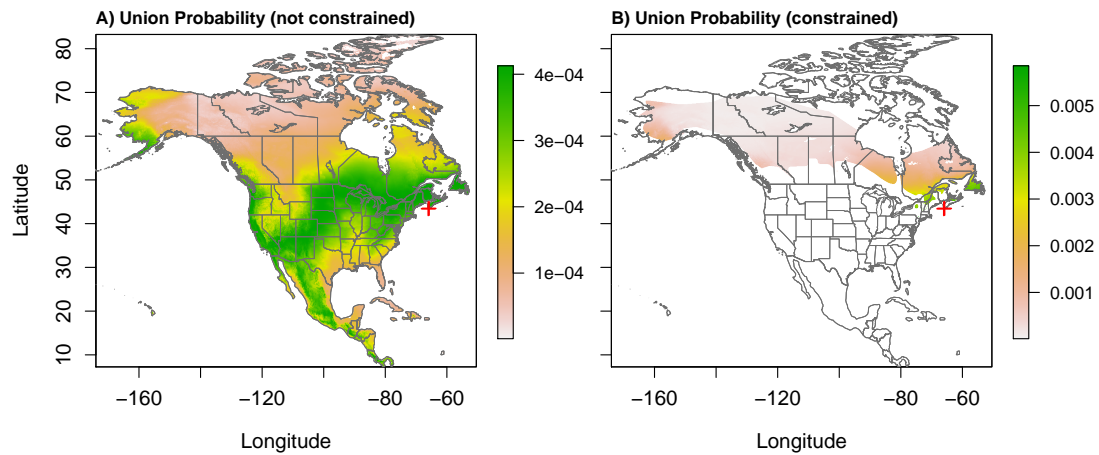 A) Union Probability (not constrained)
B) Union Probability (constrained)
Latitude
80
70
60
50
40
30
20
10
−160
−120
−80
−60
Longitude
4e−04
3e−04
2e−04
1e−04
−160
−120
−80
−60
Longitude
0.005
0.004
0.003
0.002
0.001